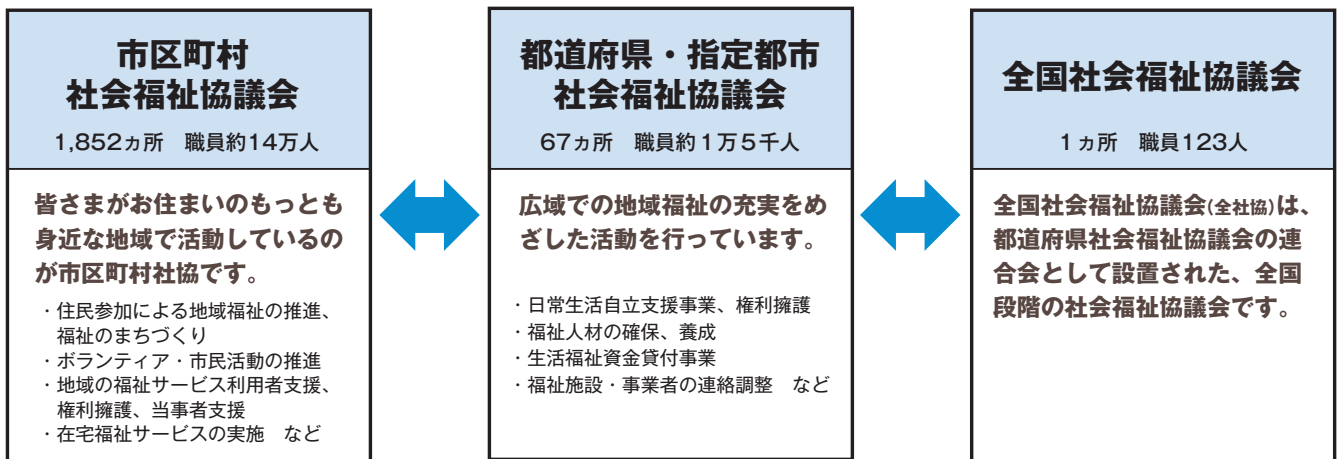 市区町村
社会福祉協議会
1,852ヵ所　職員約14万人
皆さまがお住まいのもっとも
身近な地域で活動しているの
が市区町村社協です。
・住民参加による地域福祉の推進、
福祉のまちづくり
・ボランティア・市民活動の推進
・地域の福祉サービス利用者支援、
権利擁護、当事者支援
・在宅福祉サービスの実施　など
都道府県・指定都市
社会福祉協議会
67ヵ所　職員約1万5千人
広域での地域福祉の充実をめ
ざした活動を行っています。
・日常生活自立支援事業、権利擁護
・福祉人材の確保、養成
・生活福祉資金貸付事業
・福祉施設・事業者の連絡調整　など
全国社会福祉協議会
1ヵ所　職員123人
全国社会福祉協議会(全社協)は、
都道府県社会福祉協議会の連
合会として設置された、全国
段階の社会福祉協議会です。